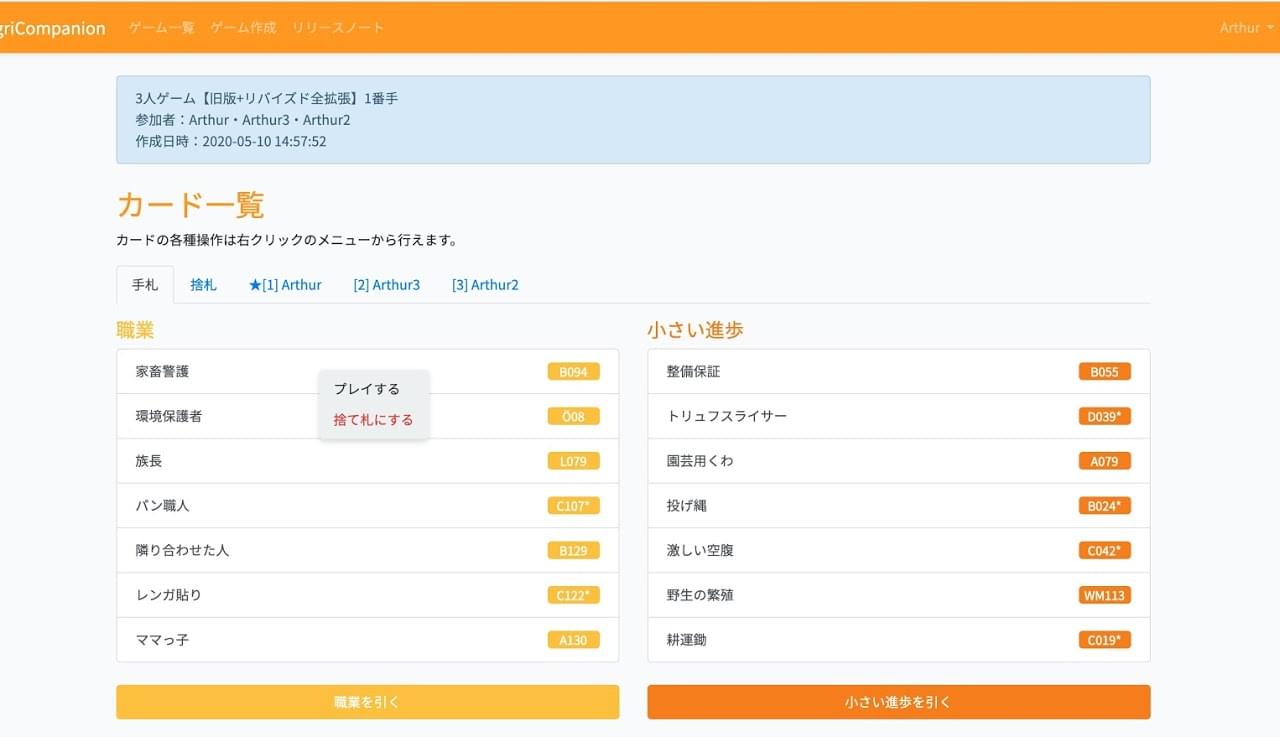 griCompanion ゲーム一覧 ゲーム作成 リリースノート Arthur
3人ゲーム【旧版+リバイズド全拡張】1番手
参加者：Arthur・Arthur3・Arthur2
作成日時：2020-05-10 14:57:52
カード一覧
カードの各種操作は右クリックのメニューから行えます。
手札 捨札 ★[1] Arthur [2] Arthur3 [3] Arthur2
職業
家畜警護 B094
環境保護者 Ö08
族長 L079
パン職人 C107*
隣り合わせた人 B129
レンガ貼り C122*
ママっ子 A130
職業を引く
プレイする
捨て札にする
小さい進歩
整備保証 B055
トリュフスライサー D039*
園芸用くわ A079
投げ縄 B024*
激しい空腹 C042*
野生の繁殖 WM113
耕運鋤 C019*
小さい進歩を引く